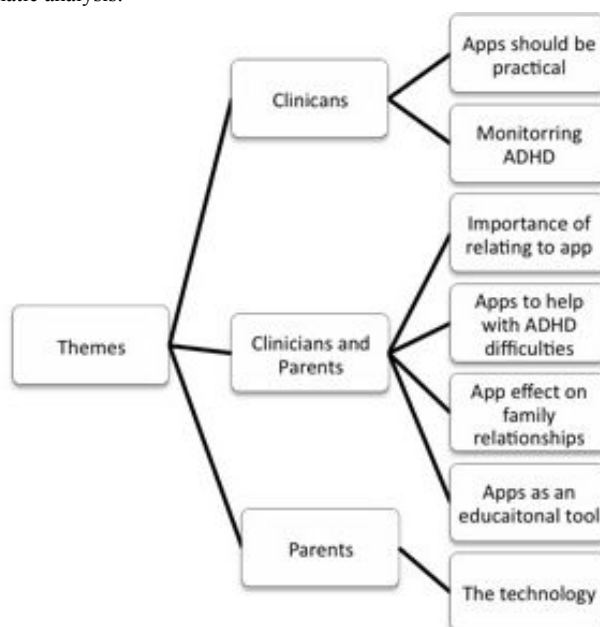 Clinicans
Apps should be
practical
Monitorring
ADHD
Importance of
relating to app
Themes
Clinicians and
Parents
Apps to help
with ADHD
difficulties
App effect on
family
relationships
Apps as an
educaitonal tool
Parents
The technology